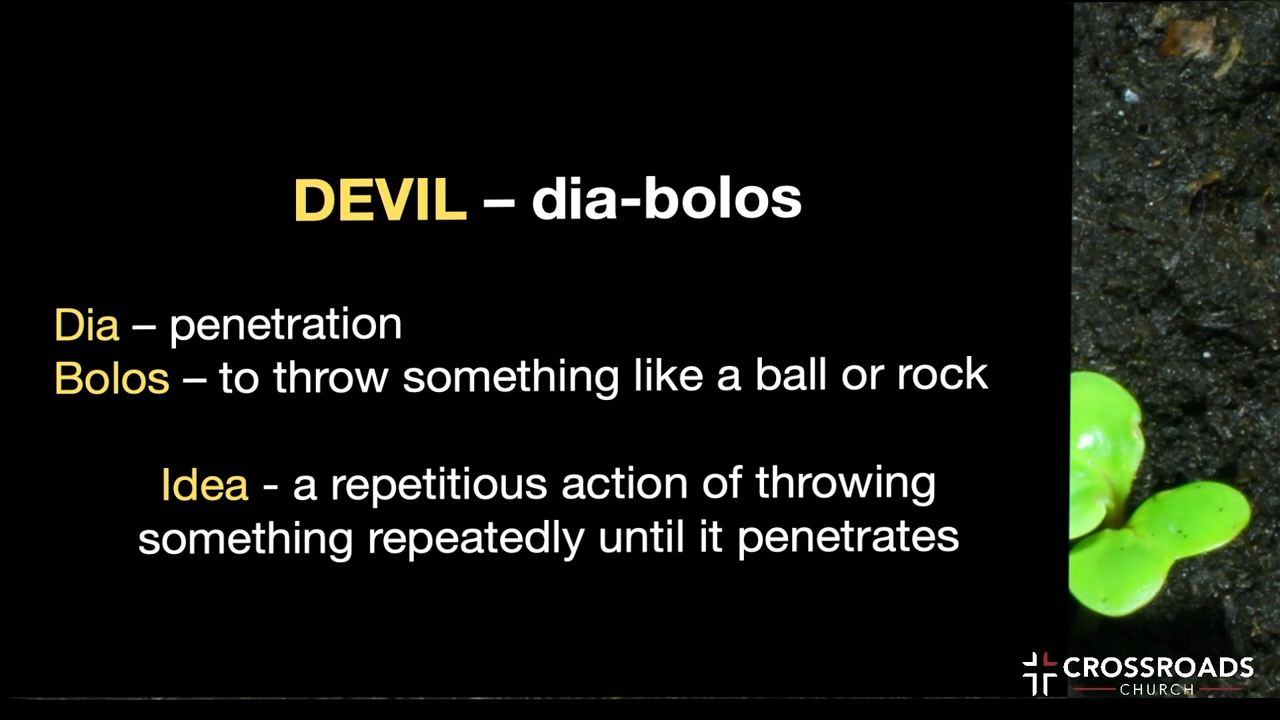 DEVIL – dia-bolos
Dia – penetration
Bolos – to throw something like a ball or rock
Idea - a repetitious action of throwing
something repeatedly until it penetrates
CROSSROADS
CHURCH